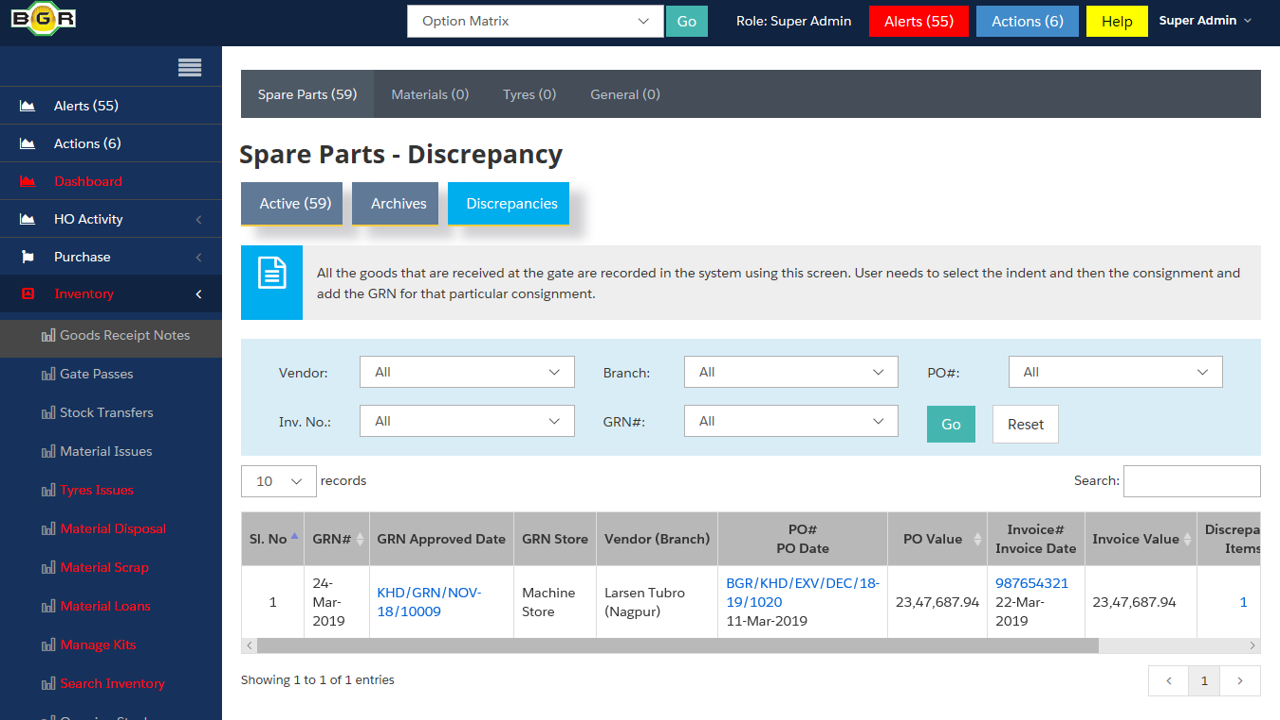 BGR
Option Matrix
Go
Role: Super Admin
Alerts (55)
Actions (6)
Help
Super Admin
Alerts (55)
Actions (6)
Dashboard
HO Activity
Purchase
Inventory
Goods Receipt Notes
Gate Passes
Stock Transfers
Material Issues
Tyres Issues
Material Disposal
Material Scrap
Material Loans
Manage Kits
Search Inventory
Spare Parts (59)
Materials (0)
Tyres (0)
General (0)
Spare Parts - Discrepancy
Active (59)
Archives
Discrepancies
All the goods that are received at the gate are recorded in the system using this screen. User needs to select the indent and then the consignment and
add the GRN for that particular consignment.
Vendor:
All
Branch:
All
PO#:
All
Inv. No.:
All
GRN#:
All
Go
Reset
10
records
Search:
Sl. No
GRN#
GRN Approved Date
GRN Store
Vendor (Branch)
PO#
PO Date
PO Value
Invoice#
Invoice Date
Invoice Value
Discrepa
Items
1
24-
Mar-
2019
KHD/GRN/NOV-
18/10009
Machine
Store
Larsen Tubro
(Nagpur)
BGR/KHD/EXV/DEC/18-
19/1020
11-Mar-2019
23,47,687.94
987654321
22-Mar-
2019
23,47,687.94
1
Showing 1 to 1 of 1 entries
1